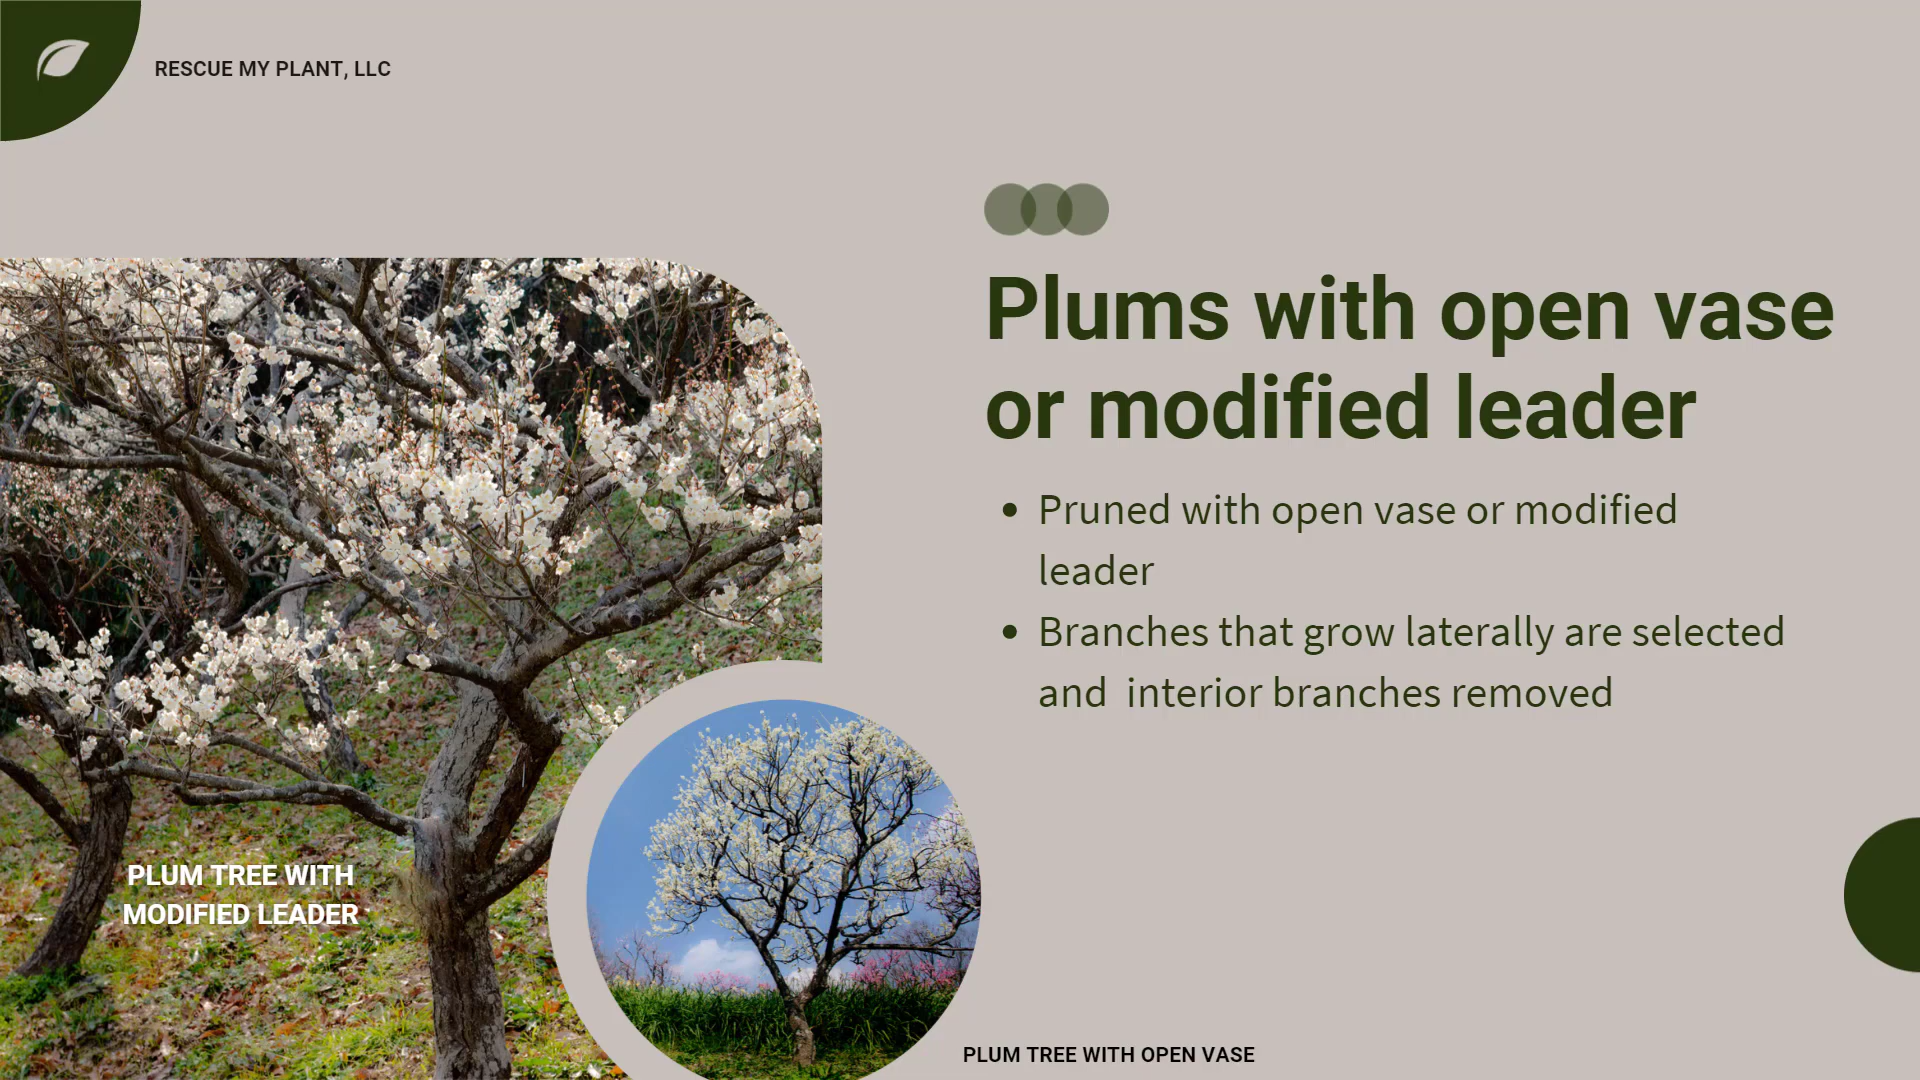 RESCUE MY PLANT, LLC
Plums with open vase
or modified leader
• Pruned with open vase or modified
leader
• Branches that grow laterally are selected
and  interior branches removed
PLUM TREE WITH
MODIFIED LEADER
PLUM TREE WITH OPEN VASE